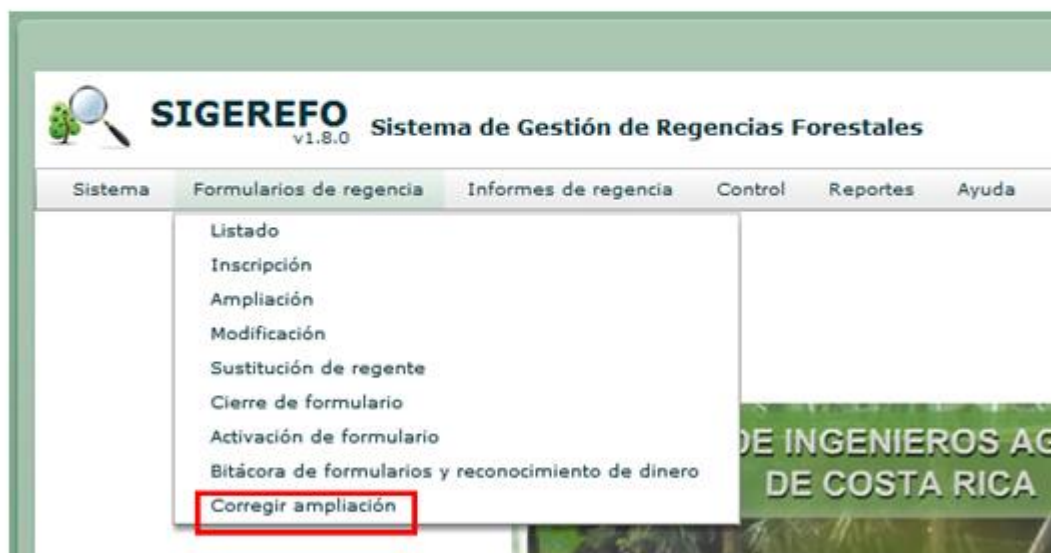 SIGEREFO
v1.8.0
Sistema de Gestión de Regencias Forestales
Sistema Formularios de regencia Informes de regencia Control Reportes Ayuda
Listado
Inscripción
Ampliación
Modificación
Sustitución de regente
Cierre de formulario
Activación de formulario
Bitácora de formularios y reconocimiento de dinero
Corregir ampliación
DE INGENIEROS AG
DE COSTA RICA